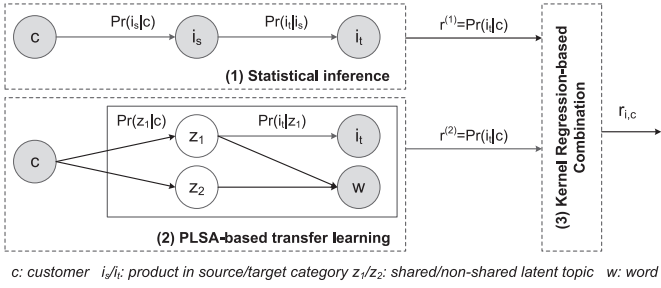 c
Pr(iₛ|c)
iₛ
Pr(iₜ|iₛ)
iₜ
(1) Statistical inference
r⁽¹⁾=Pr(iₜ|c)
c
Pr(z₁|c)
z₁
Pr(iₜ|z₁)
iₜ
z₂
w
(2) PLSA-based transfer learning
r⁽²⁾=Pr(iₜ|c)
(3) Kernel Regression-based
Combination
rᵢ,c
c: customer iₛ/iₜ: product in source/target category z₁/z₂: shared/non-shared latent topic w: word